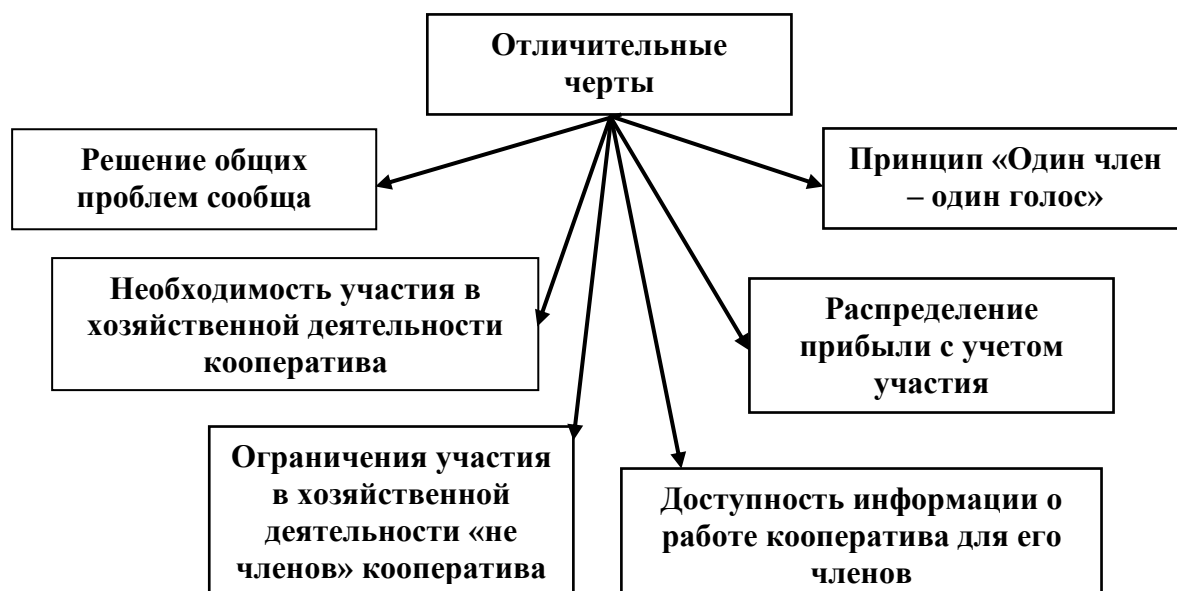 Отличительные
черты
Решение общих
проблем сообща
Принцип «Один член
– один голос»
Необходимость участия в
хозяйственной деятельности
кооператива
Распределение
прибыли с учетом
участия
Ограничения участия
в хозяйственной
деятельности «не
членов» кооператива
Доступность информации о
работе кооператива для его
членов